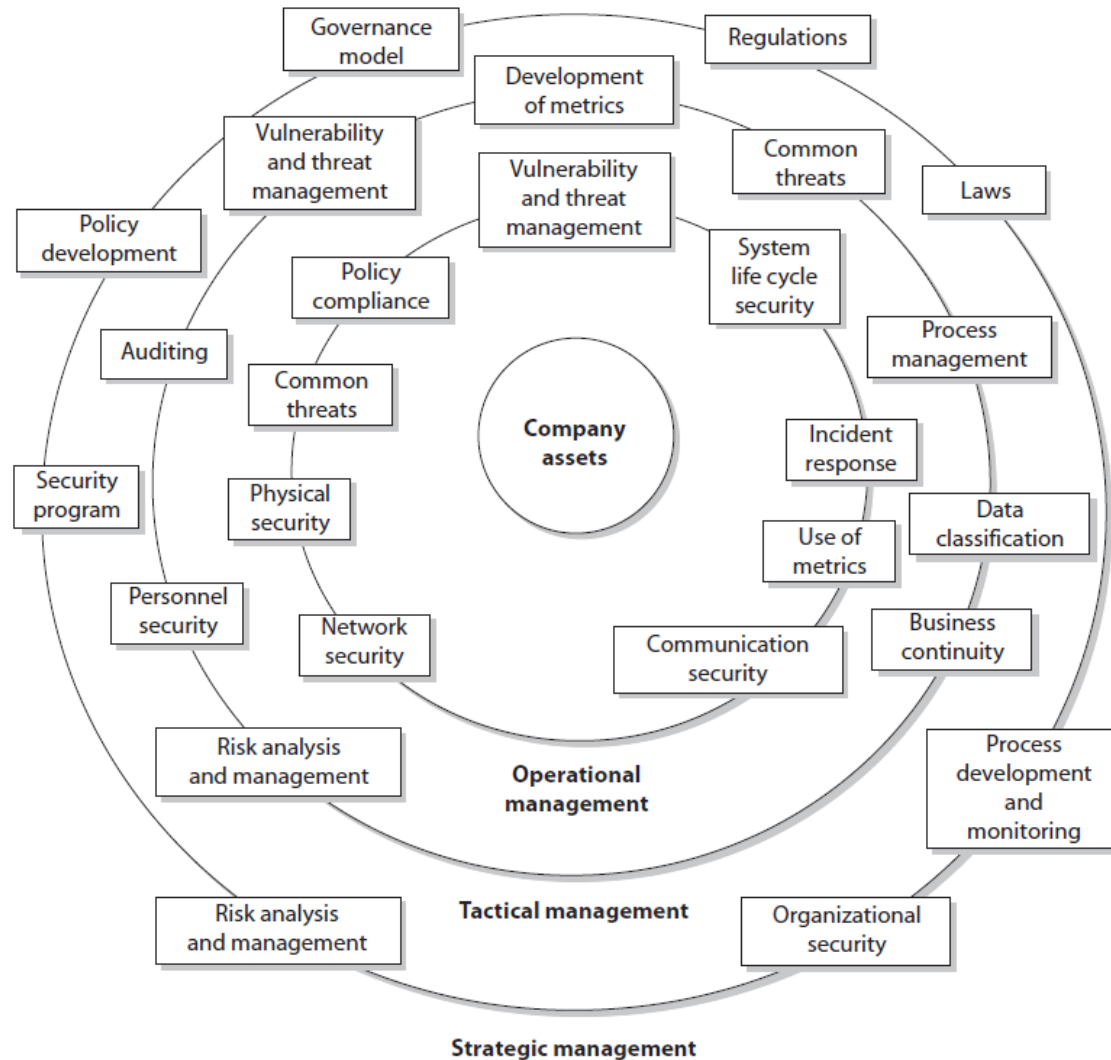 Governance
model
Regulations
Development
of metrics
Vulnerability
and threat
management
Common
threats
Vulnerability
and threat
management
Laws
Policy
development
System
life cycle
security
Policy
compliance
Auditing
Process
management
Common
threats
Company
assets
Incident
response
Security
program
Physical
security
Data
classification
Use of
metrics
Personnel
security
Network
security
Communication
security
Business
continuity
Risk analysis
and management
Operational
management
Process
development
and
monitoring
Risk analysis
and management
Tactical management
Organizational
security
Strategic management